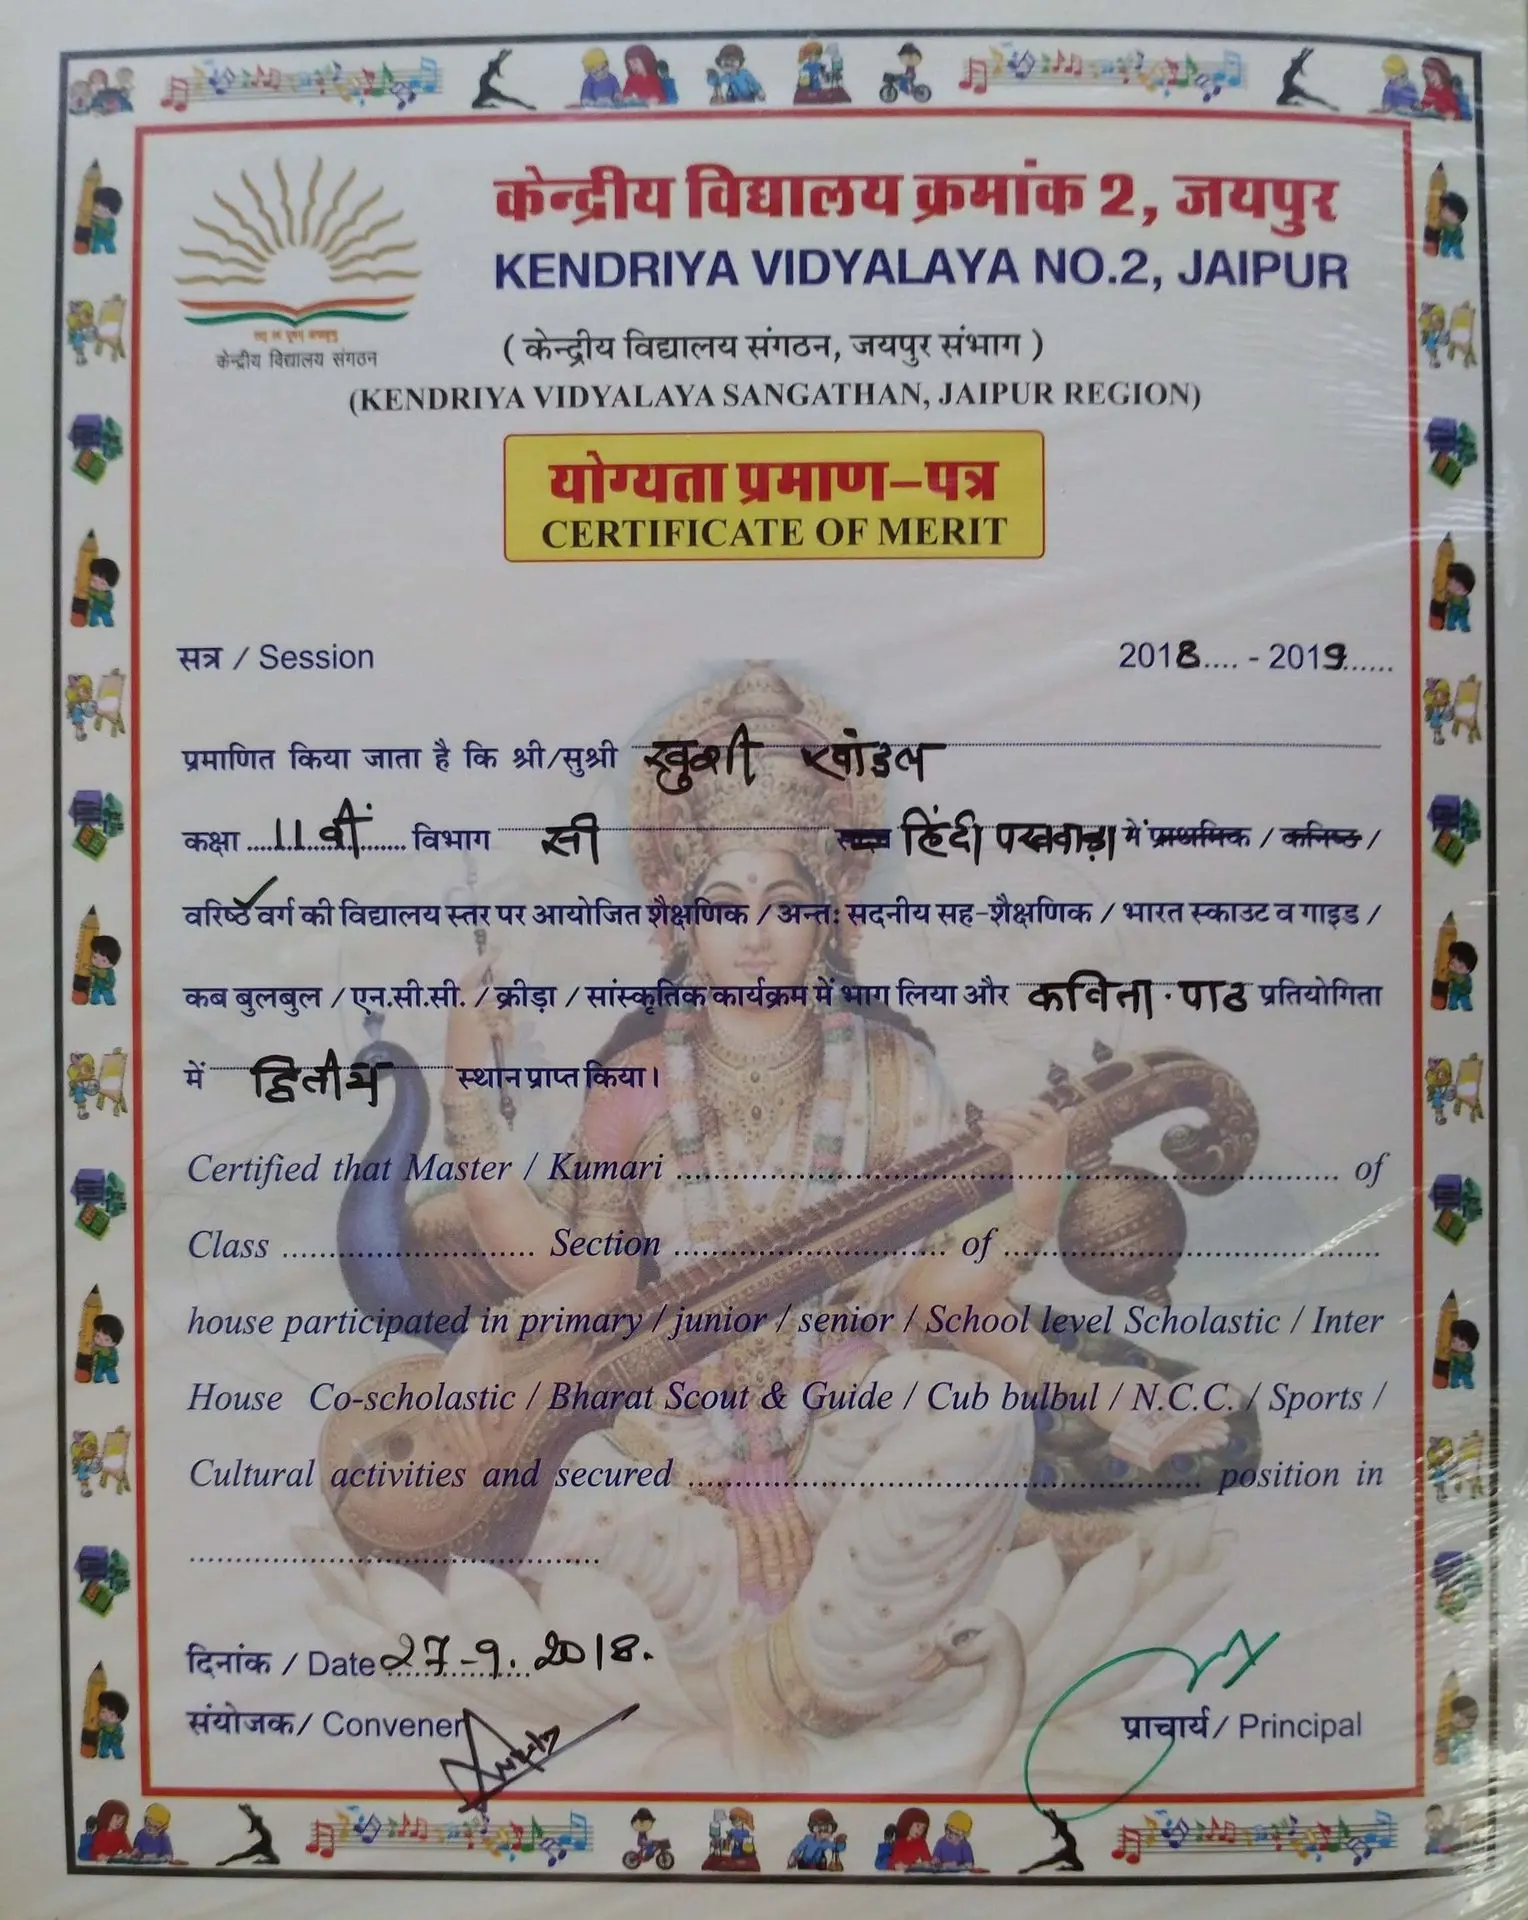 केन्द्रीय विद्यालय क्रमांक 2, जयपुर
KENDRIYA VIDYALAYA NO.2, JAIPUR
केन्द्रीय विद्यालय संगठन
( केन्द्रीय विद्यालय संगठन, जयपुर संभाग )
(KENDRIYA VIDYALAYA SANGATHAN, JAIPUR REGION)
योग्यता प्रमाण-पत्र
CERTIFICATE OF MERIT
सत्र / Session 2018.... - 2019......
प्रमाणित किया जाता है कि श्री/सुश्री खुशी खांडल
कक्षा 11वीं विभाग सी हिंदी पखवाड़ा में प्राथमिक / कनिष्ठ /
वरिष्ठ वर्ग की विद्यालय स्तर पर आयोजित शैक्षणिक / अन्तः सदनीय सह-शैक्षणिक / भारत स्काउट व गाइड /
कब बुलबुल / एन.सी.सी. / क्रीड़ा / सांस्कृतिक कार्यक्रम में भाग लिया और कविता-पाठ प्रतियोगिता
में द्वितीय स्थान प्राप्त किया।
Certified that Master / Kumari .......... of
Class .......... Section .......... of ..........
house participated in primary / junior / senior / School level Scholastic / Inter
House Co-scholastic / Bharat Scout & Guide / Cub bulbul / N.C.C. / Sports /
Cultural activities and secured .......... position in
..........
दिनांक / Date 27-9.2018.
संयोजक/ Convener
प्राचार्य/ Principal